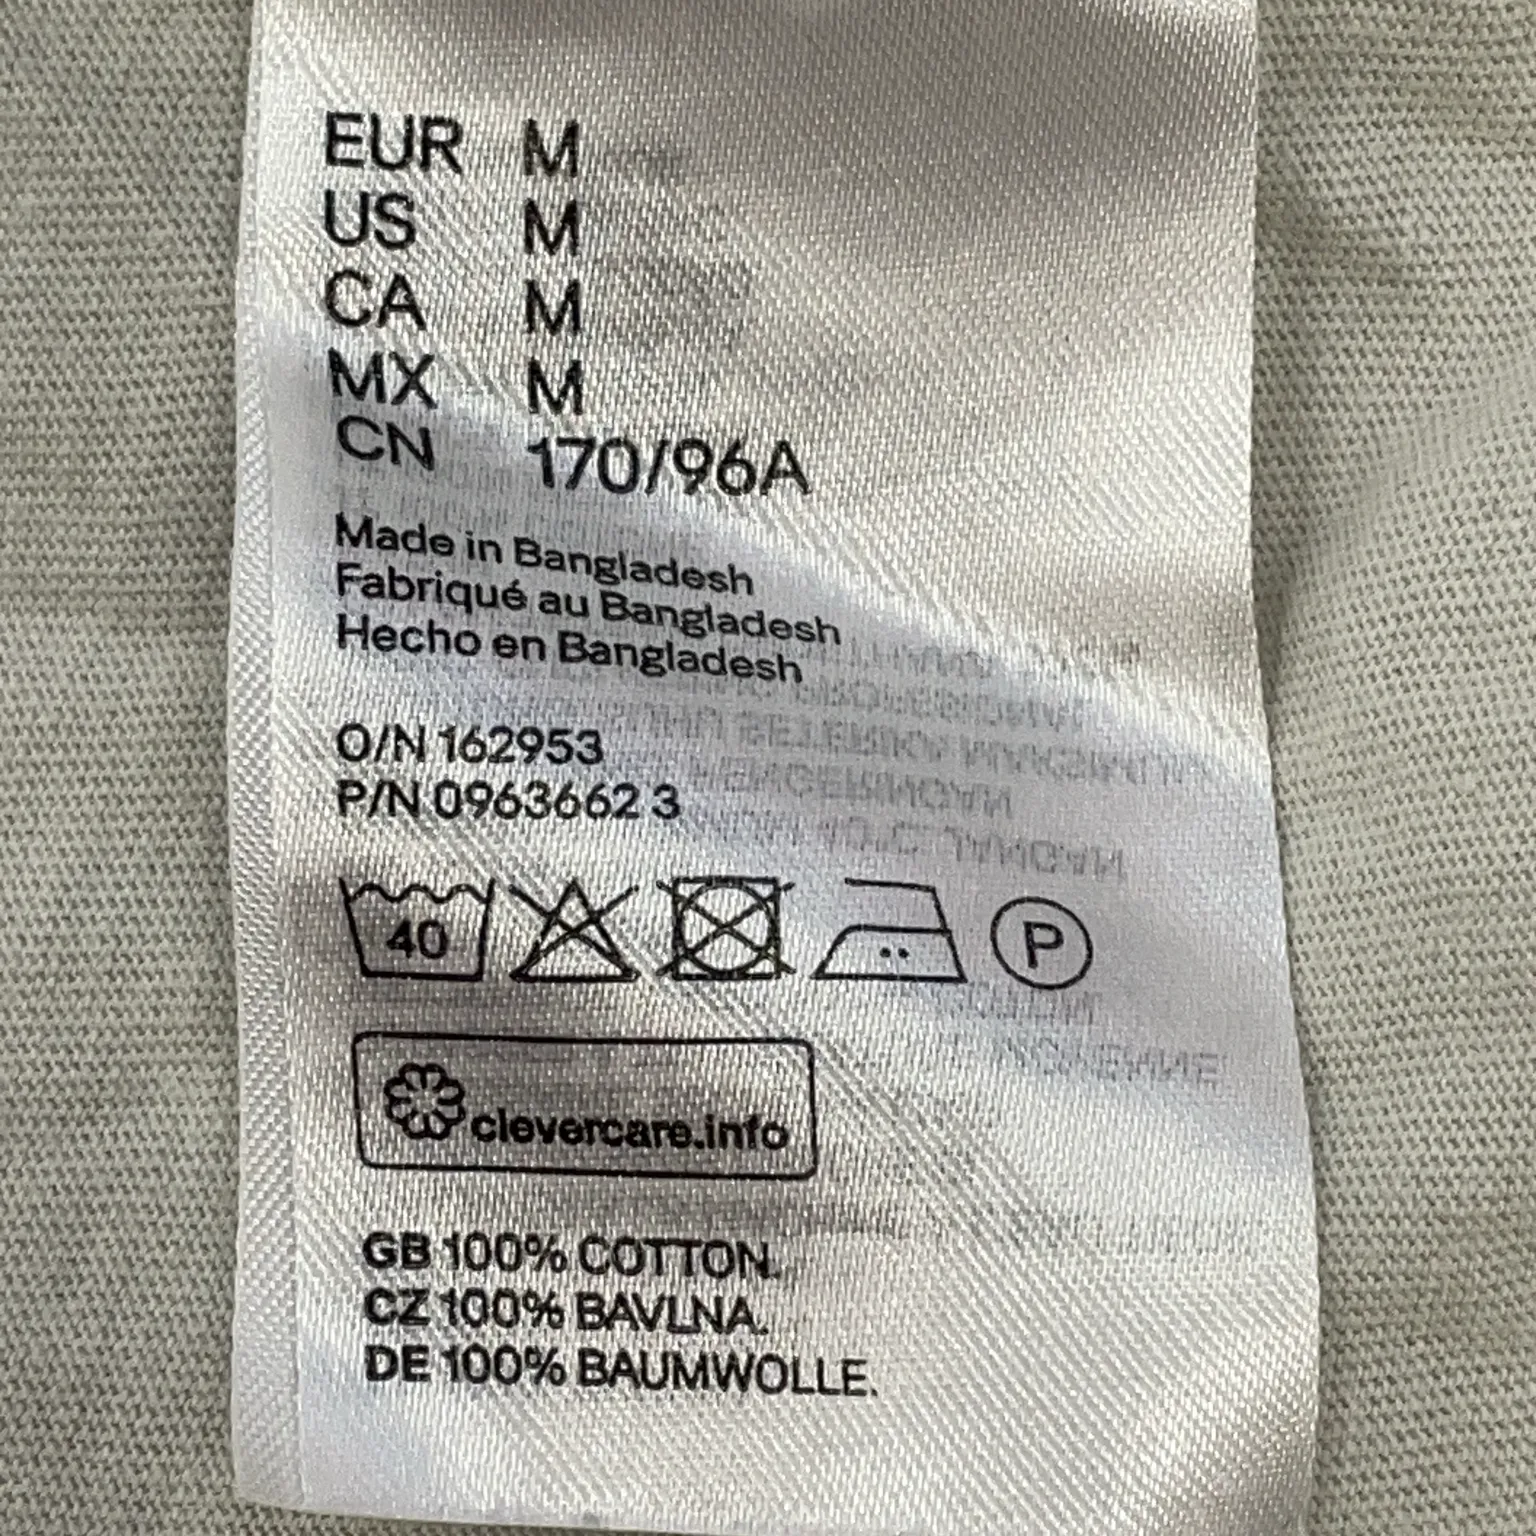 EUR M
US M
CA M
MX M
CN 170/96A
Made in Bangladesh
Fabriqué au Bangladesh
Hecho en Bangladesh
O/N 162953
P/N 0963662 3
40
P
clevercare.info
GB 100% COTTON.
CZ 100% BAVLNA.
DE 100% BAUMWOLLE.